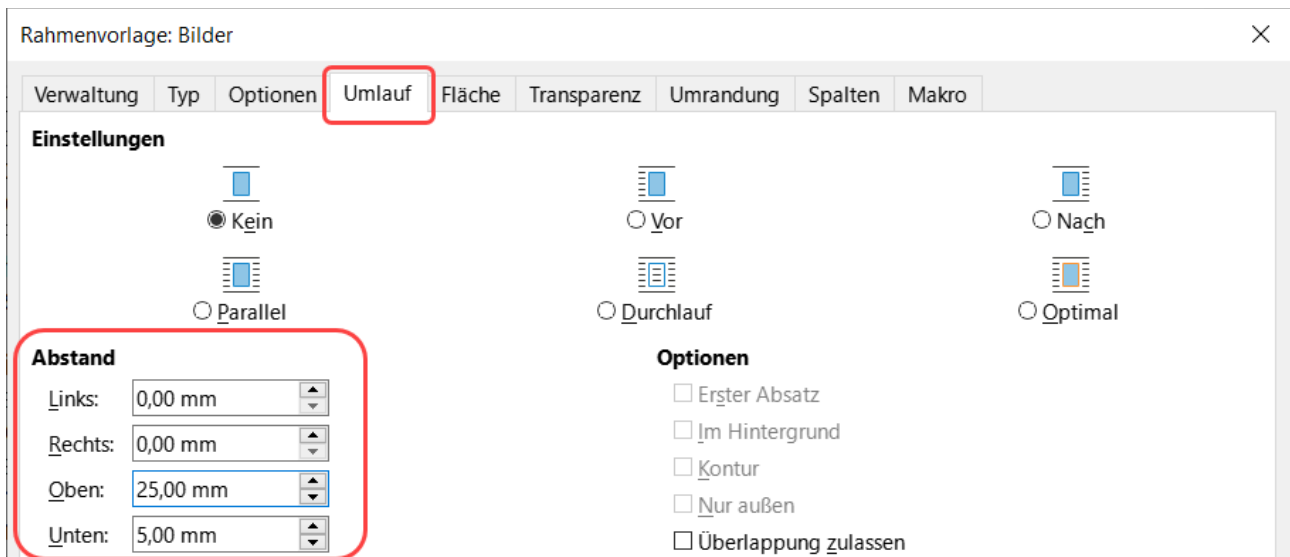 Rahmenvorlage: Bilder
Verwaltung Typ Optionen Umlauf Fläche Transparenz Umrandung Spalten Makro
Einstellungen
Kein Vor Nach
Parallel Durchlauf Optimal
Abstand
Links: 0,00 mm
Rechts: 0,00 mm
Oben: 25,00 mm
Unten: 5,00 mm
Optionen
Erster Absatz
Im Hintergrund
Kontur
Nur außen
Überlappung zulassen